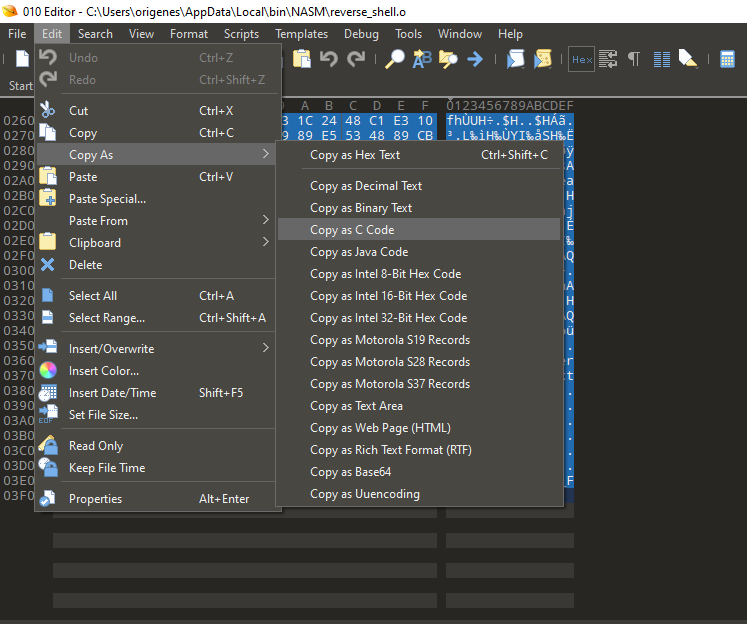 010 Editor - C:\Users\origenes\AppData\Local\bin\NASM\reverse_shell.o
File Edit Search View Format Scripts Templates Debug Tools Window Help
Hex
Start
Undo Ctrl+Z
Redo Ctrl+Shift+Z
Cut Ctrl+X
Copy Ctrl+C
Copy As
Paste Ctrl+V
Paste Special...
Paste From
Clipboard
Delete
Select All Ctrl+A
Select Range... Ctrl+Shift+A
Insert/Overwrite
Insert Color...
Insert Date/Time Shift+F5
Set File Size...
Read Only
Keep File Time
Properties Alt+Enter
Copy as Hex Text Ctrl+Shift+C
Copy as Decimal Text
Copy as Binary Text
Copy as C Code
Copy as Java Code
Copy as Intel 8-Bit Hex Code
Copy as Intel 16-Bit Hex Code
Copy as Intel 32-Bit Hex Code
Copy as Motorola S19 Records
Copy as Motorola S28 Records
Copy as Motorola S37 Records
Copy as Text Area
Copy as Web Page (HTML)
Copy as Rich Text Format (RTF)
Copy as Base64
Copy as Uuencoding
A B C D E F 0123456789ABCDEF
1C 24 48 C1 E3 10
89 E5 53 48 89 CB
0260
0270
0280
0290
02A0
02B0
02C0
02D0
02E0
02F0
0300
0310
0320
0330
0340
0350
0360
0370
0380
0390
03A0
03B0
03C0
03D0
03E0
03F0